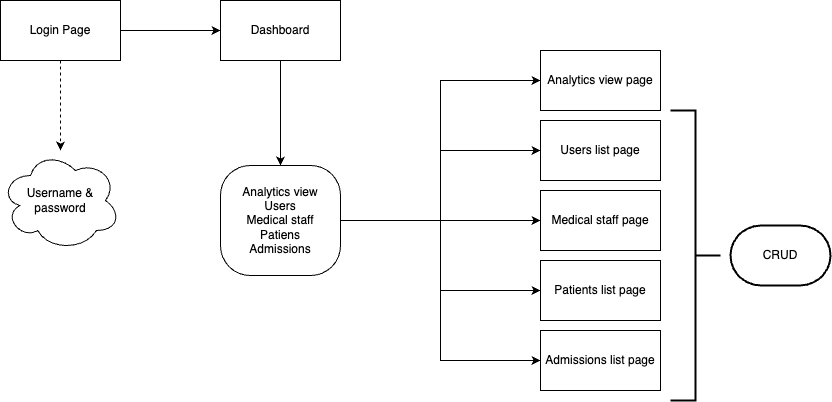 Login Page
Dashboard
Username &
password
Analytics view
Users
Medical staff
Patiens
Admissions
Analytics view page
Users list page
Medical staff page
Patients list page
Admissions list page
CRUD